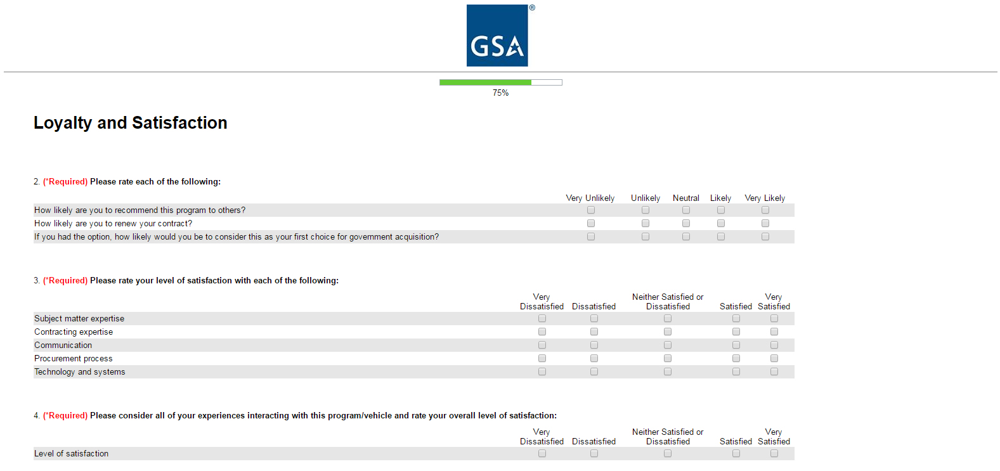 GSA®
75%
Loyalty and Satisfaction
2. (*Required) Please rate each of the following:
Very Unlikely Unlikely Neutral Likely Very Likely
How likely are you to recommend this program to others?
How likely are you to renew your contract?
If you had the option, how likely would you be to consider this as your first choice for government acquisition?
3. (*Required) Please rate your level of satisfaction with each of the following:
Very Neither Satisfied or Very
Dissatisfied Dissatisfied Dissatisfied Satisfied Satisfied
Subject matter expertise
Contracting expertise
Communication
Procurement process
Technology and systems
4. (*Required) Please consider all of your experiences interacting with this program/vehicle and rate your overall level of satisfaction:
Very Neither Satisfied or Very
Dissatisfied Dissatisfied Dissatisfied Satisfied Satisfied
Level of satisfaction